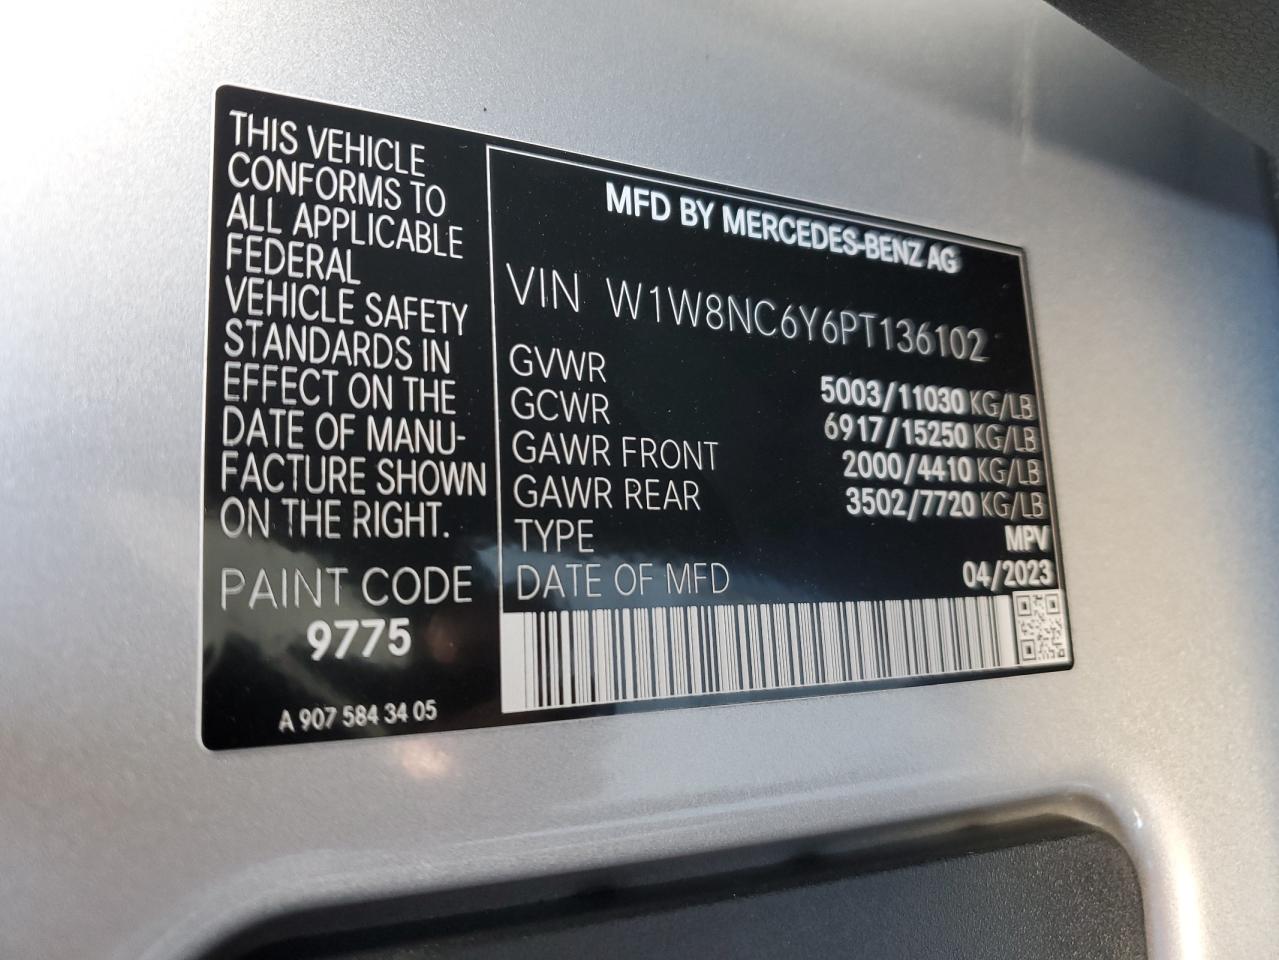 THIS VEHICLE
CONFORMS TO
ALL APPLICABLE
FEDERAL
VEHICLE SAFETY
STANDARDS IN
EFFECT ON THE
DATE OF MANU-
FACTURE SHOWN
ON THE RIGHT.
PAINT CODE
9775
A 907 584 34 05
MFD BY MERCEDES-BENZ AG
VIN W1W8NC6Y6PT136102
GVWR 5003/11030 KG/LB
GCWR 6917/15250 KG/LB
GAWR FRONT 2000/4410 KG/LB
GAWR REAR 3502/7720 KG/LB
TYPE MPV
DATE OF MFD 04/2023